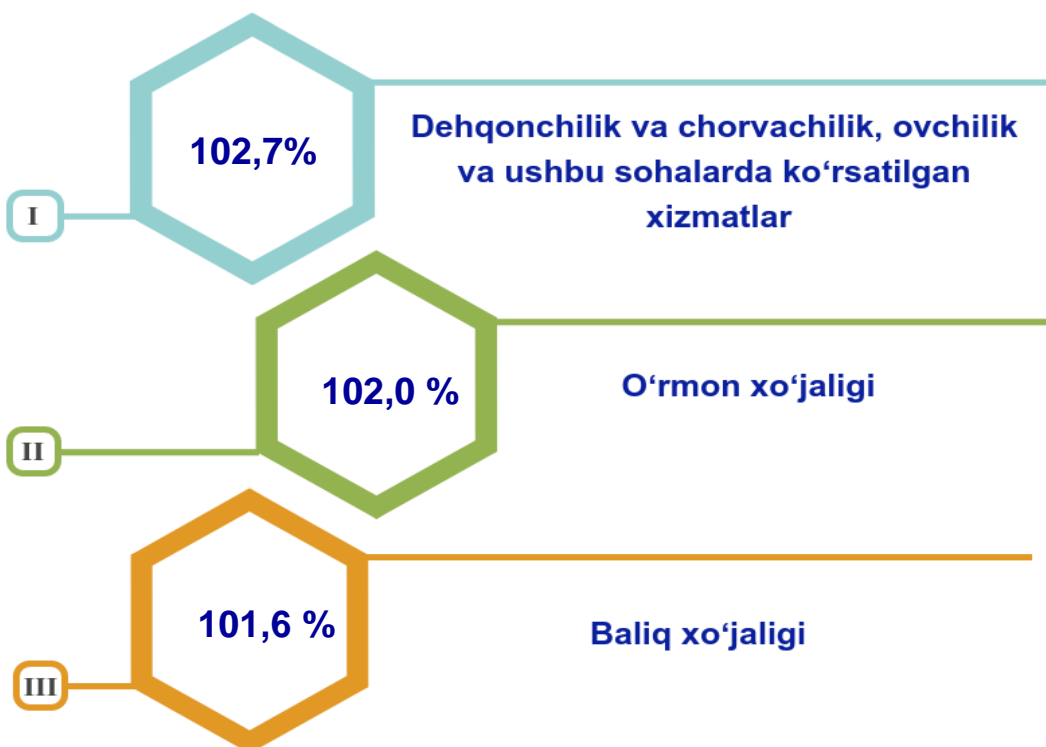 102,7%
Dehqonchilik va chorvachilik, ovchilik
va ushbu sohalarda ko‘rsatilgan
xizmatlar
I
102,0 %
O‘rmon xo‘jaligi
II
101,6 %
Baliq xo‘jaligi
III